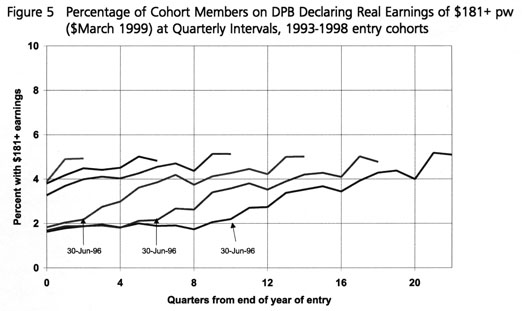 Figure 5 Percentage of Cohort Members on DPB Declaring Real Earnings of $181+ pw
($March 1999) at Quarterly Intervals, 1993-1998 entry cohorts
Percent with $181+ earnings
10
8
6
4
2
0
30-Jun-96 30-Jun-96 30-Jun-96
0 4 8 12 16 20
Quarters from end of year of entry